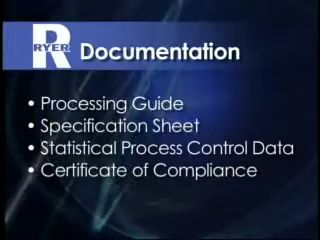 R
RYER
Documentation
• Processing Guide
• Specification Sheet
• Statistical Process Control Data
• Certificate of Compliance